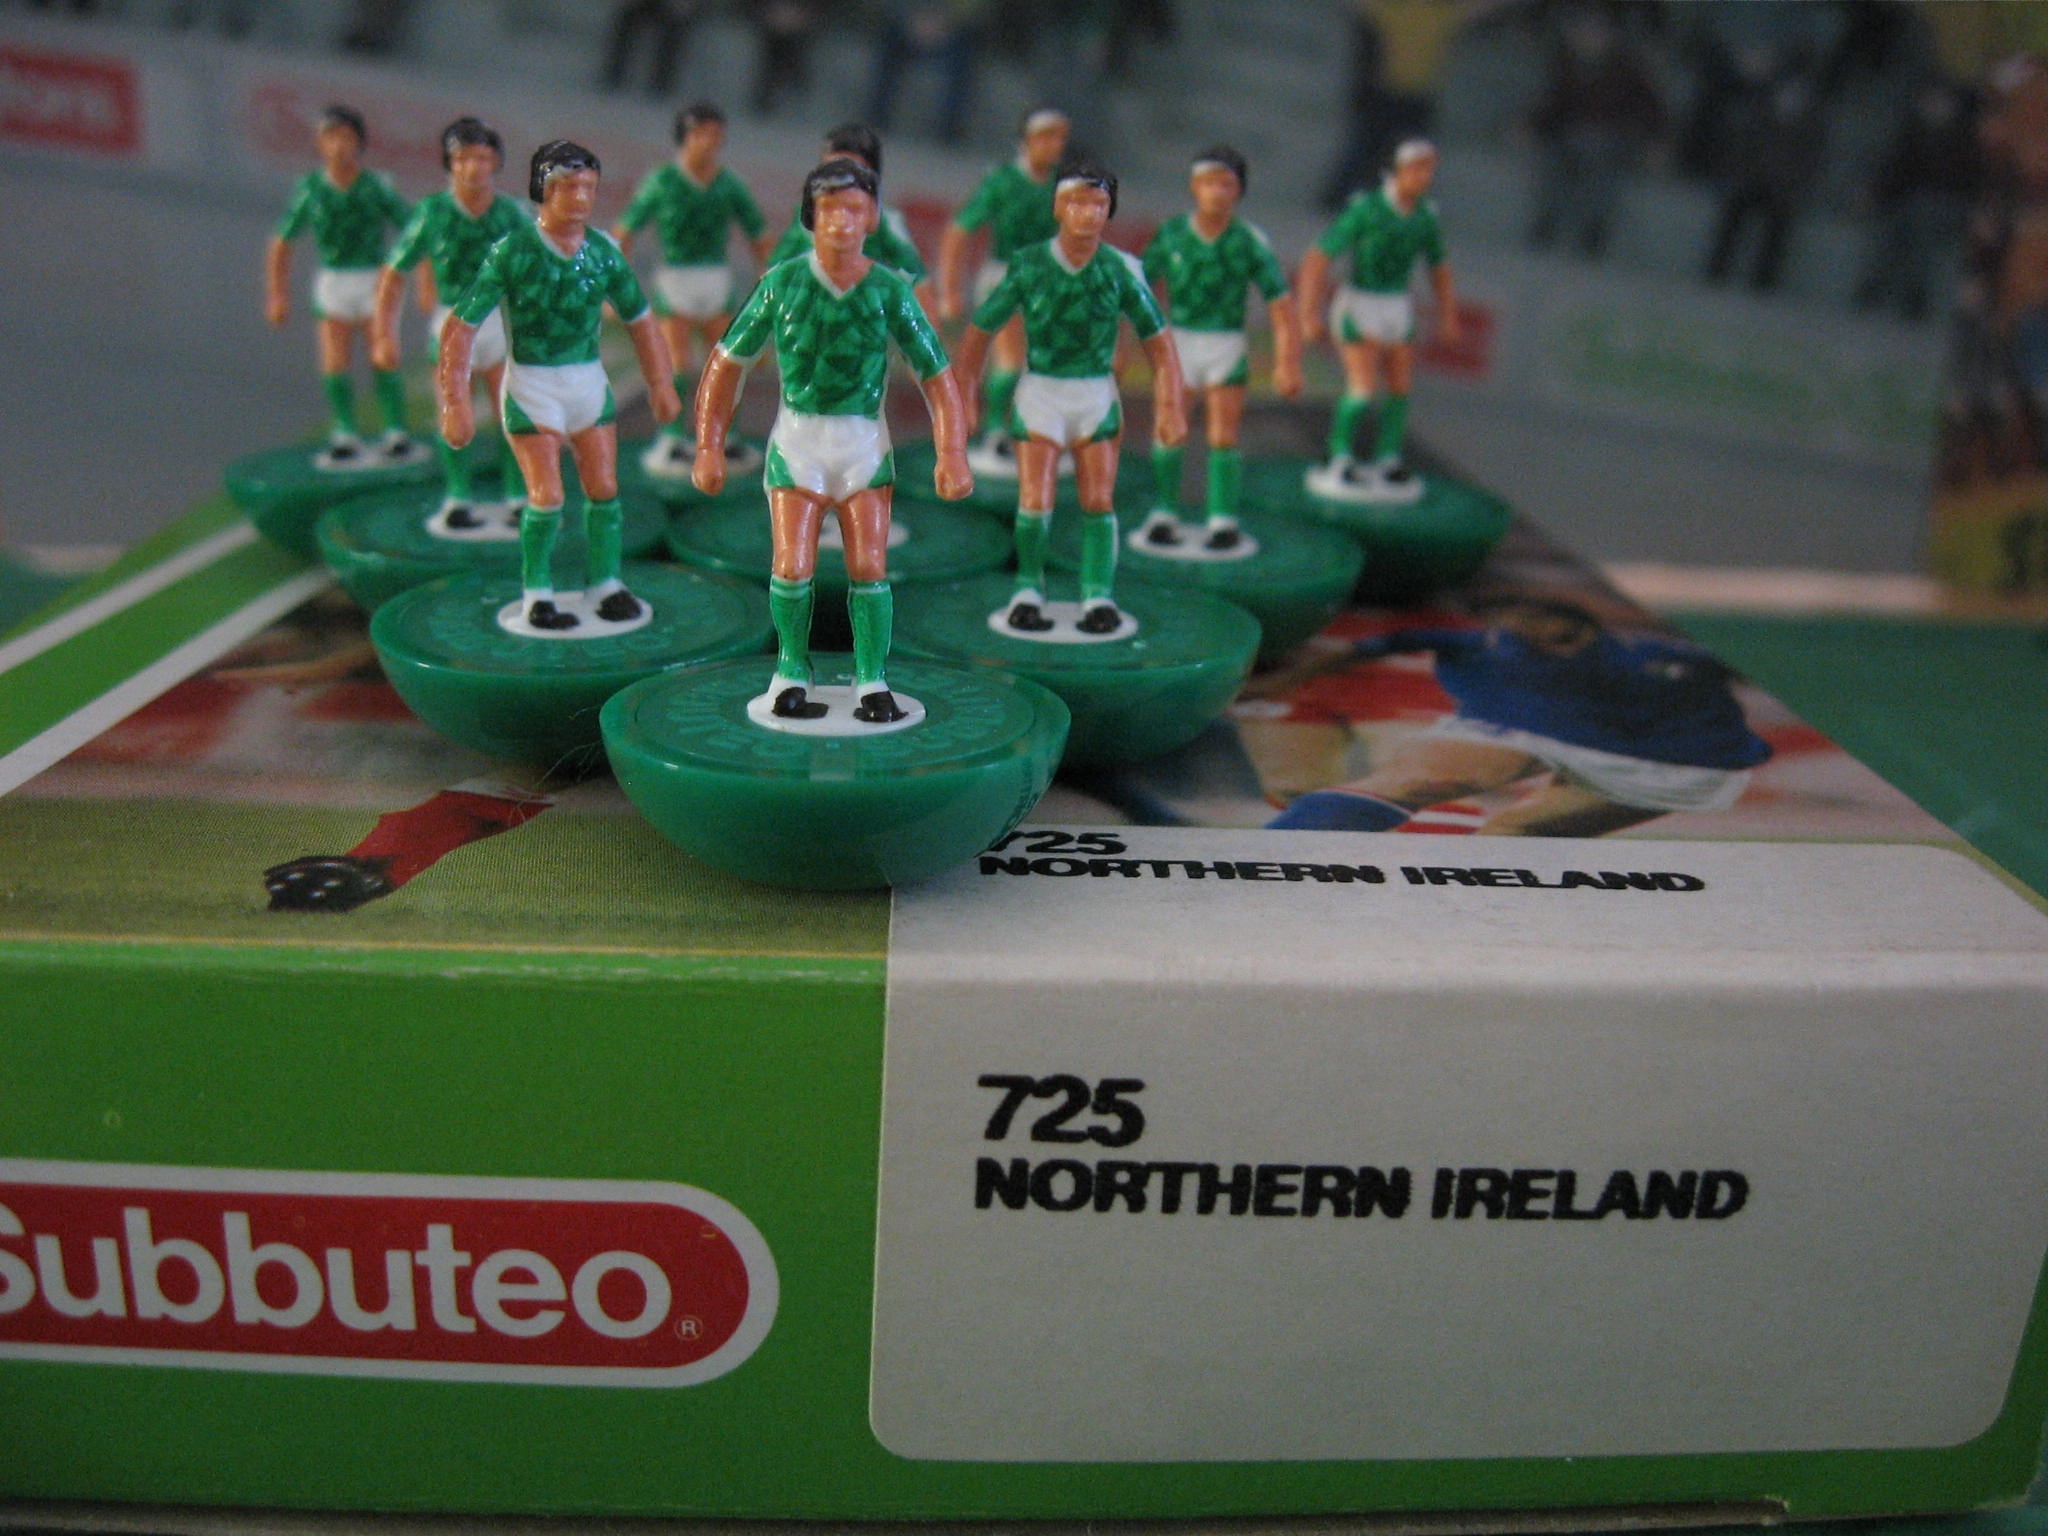 725
NORTHERN IRELAND
725
NORTHERN IRELAND
Subbuteo®